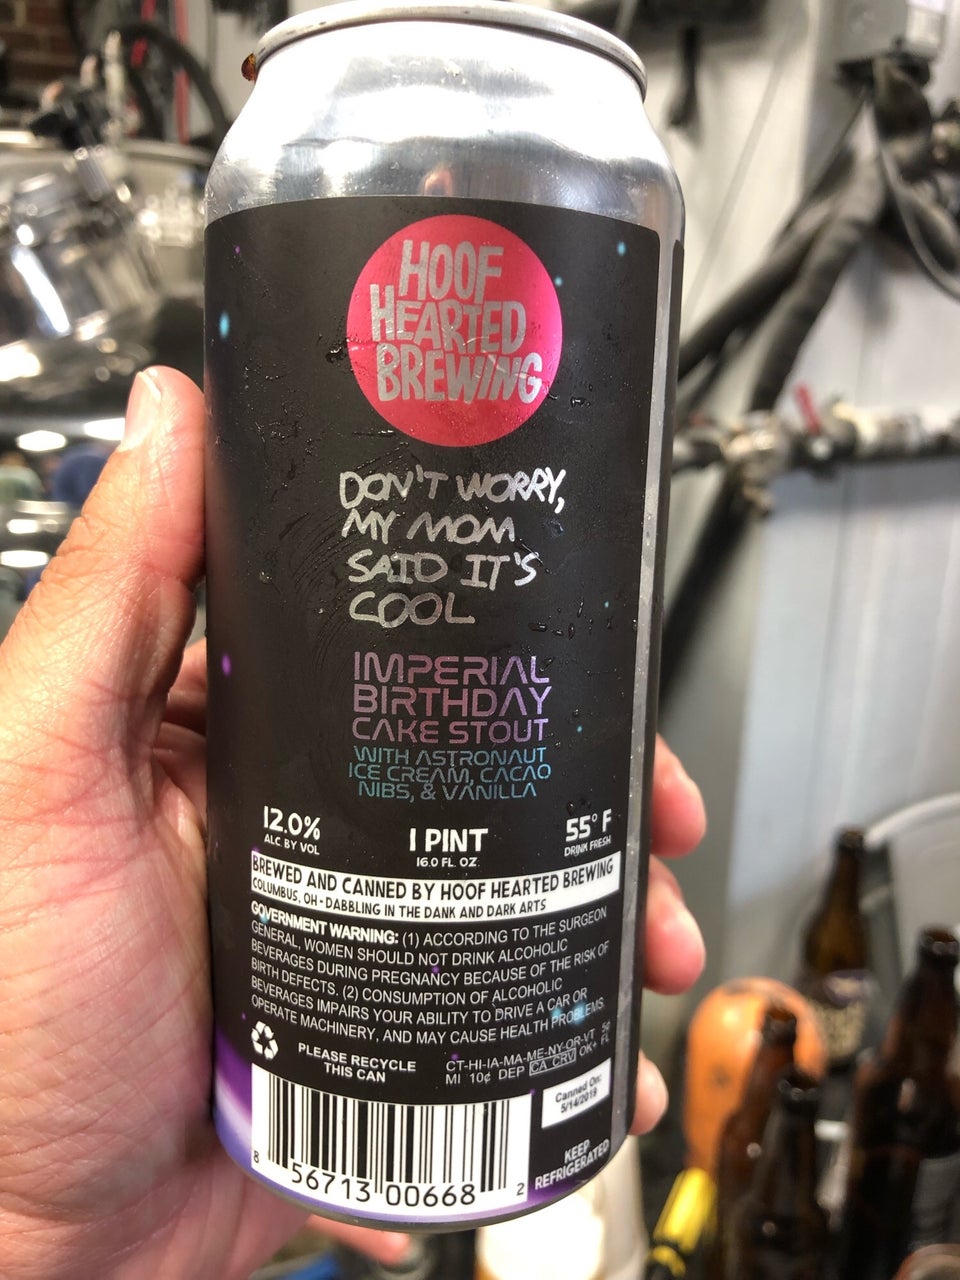 HOOF
HEARTED
BREWING
DON'T WORRY,
MY MOM
SAID IT'S
COOL
IMPERIAL
BIRTHDAY
CAKE STOUT
WITH ASTRONAUT
ICE CREAM, CACAO
NIBS, & VANILLA
12.0%
ALC. BY VOL
1 PINT
16.0 FL. OZ.
55° F
DRINK FRESH
BREWED AND CANNED BY HOOF HEARTED BREWING
COLUMBUS, OH - DABBLING IN THE DANK AND DARK ARTS
GOVERNMENT WARNING: (1) ACCORDING TO THE SURGEON
GENERAL, WOMEN SHOULD NOT DRINK ALCOHOLIC
BEVERAGES DURING PREGNANCY BECAUSE OF THE RISK OF
BIRTH DEFECTS. (2) CONSUMPTION OF ALCOHOLIC
BEVERAGES IMPAIRS YOUR ABILITY TO DRIVE A CAR OR
OPERATE MACHINERY, AND MAY CAUSE HEALTH PROBLEMS.
PLEASE RECYCLE
THIS CAN
CT-HI-IA-MA-ME-NY-OR-VT 5¢
MI 10¢ DEP CA CRV OK+ FL
Canned On:
5/14/2019
KEEP
REFRIGERATED
8 56713 00668 2